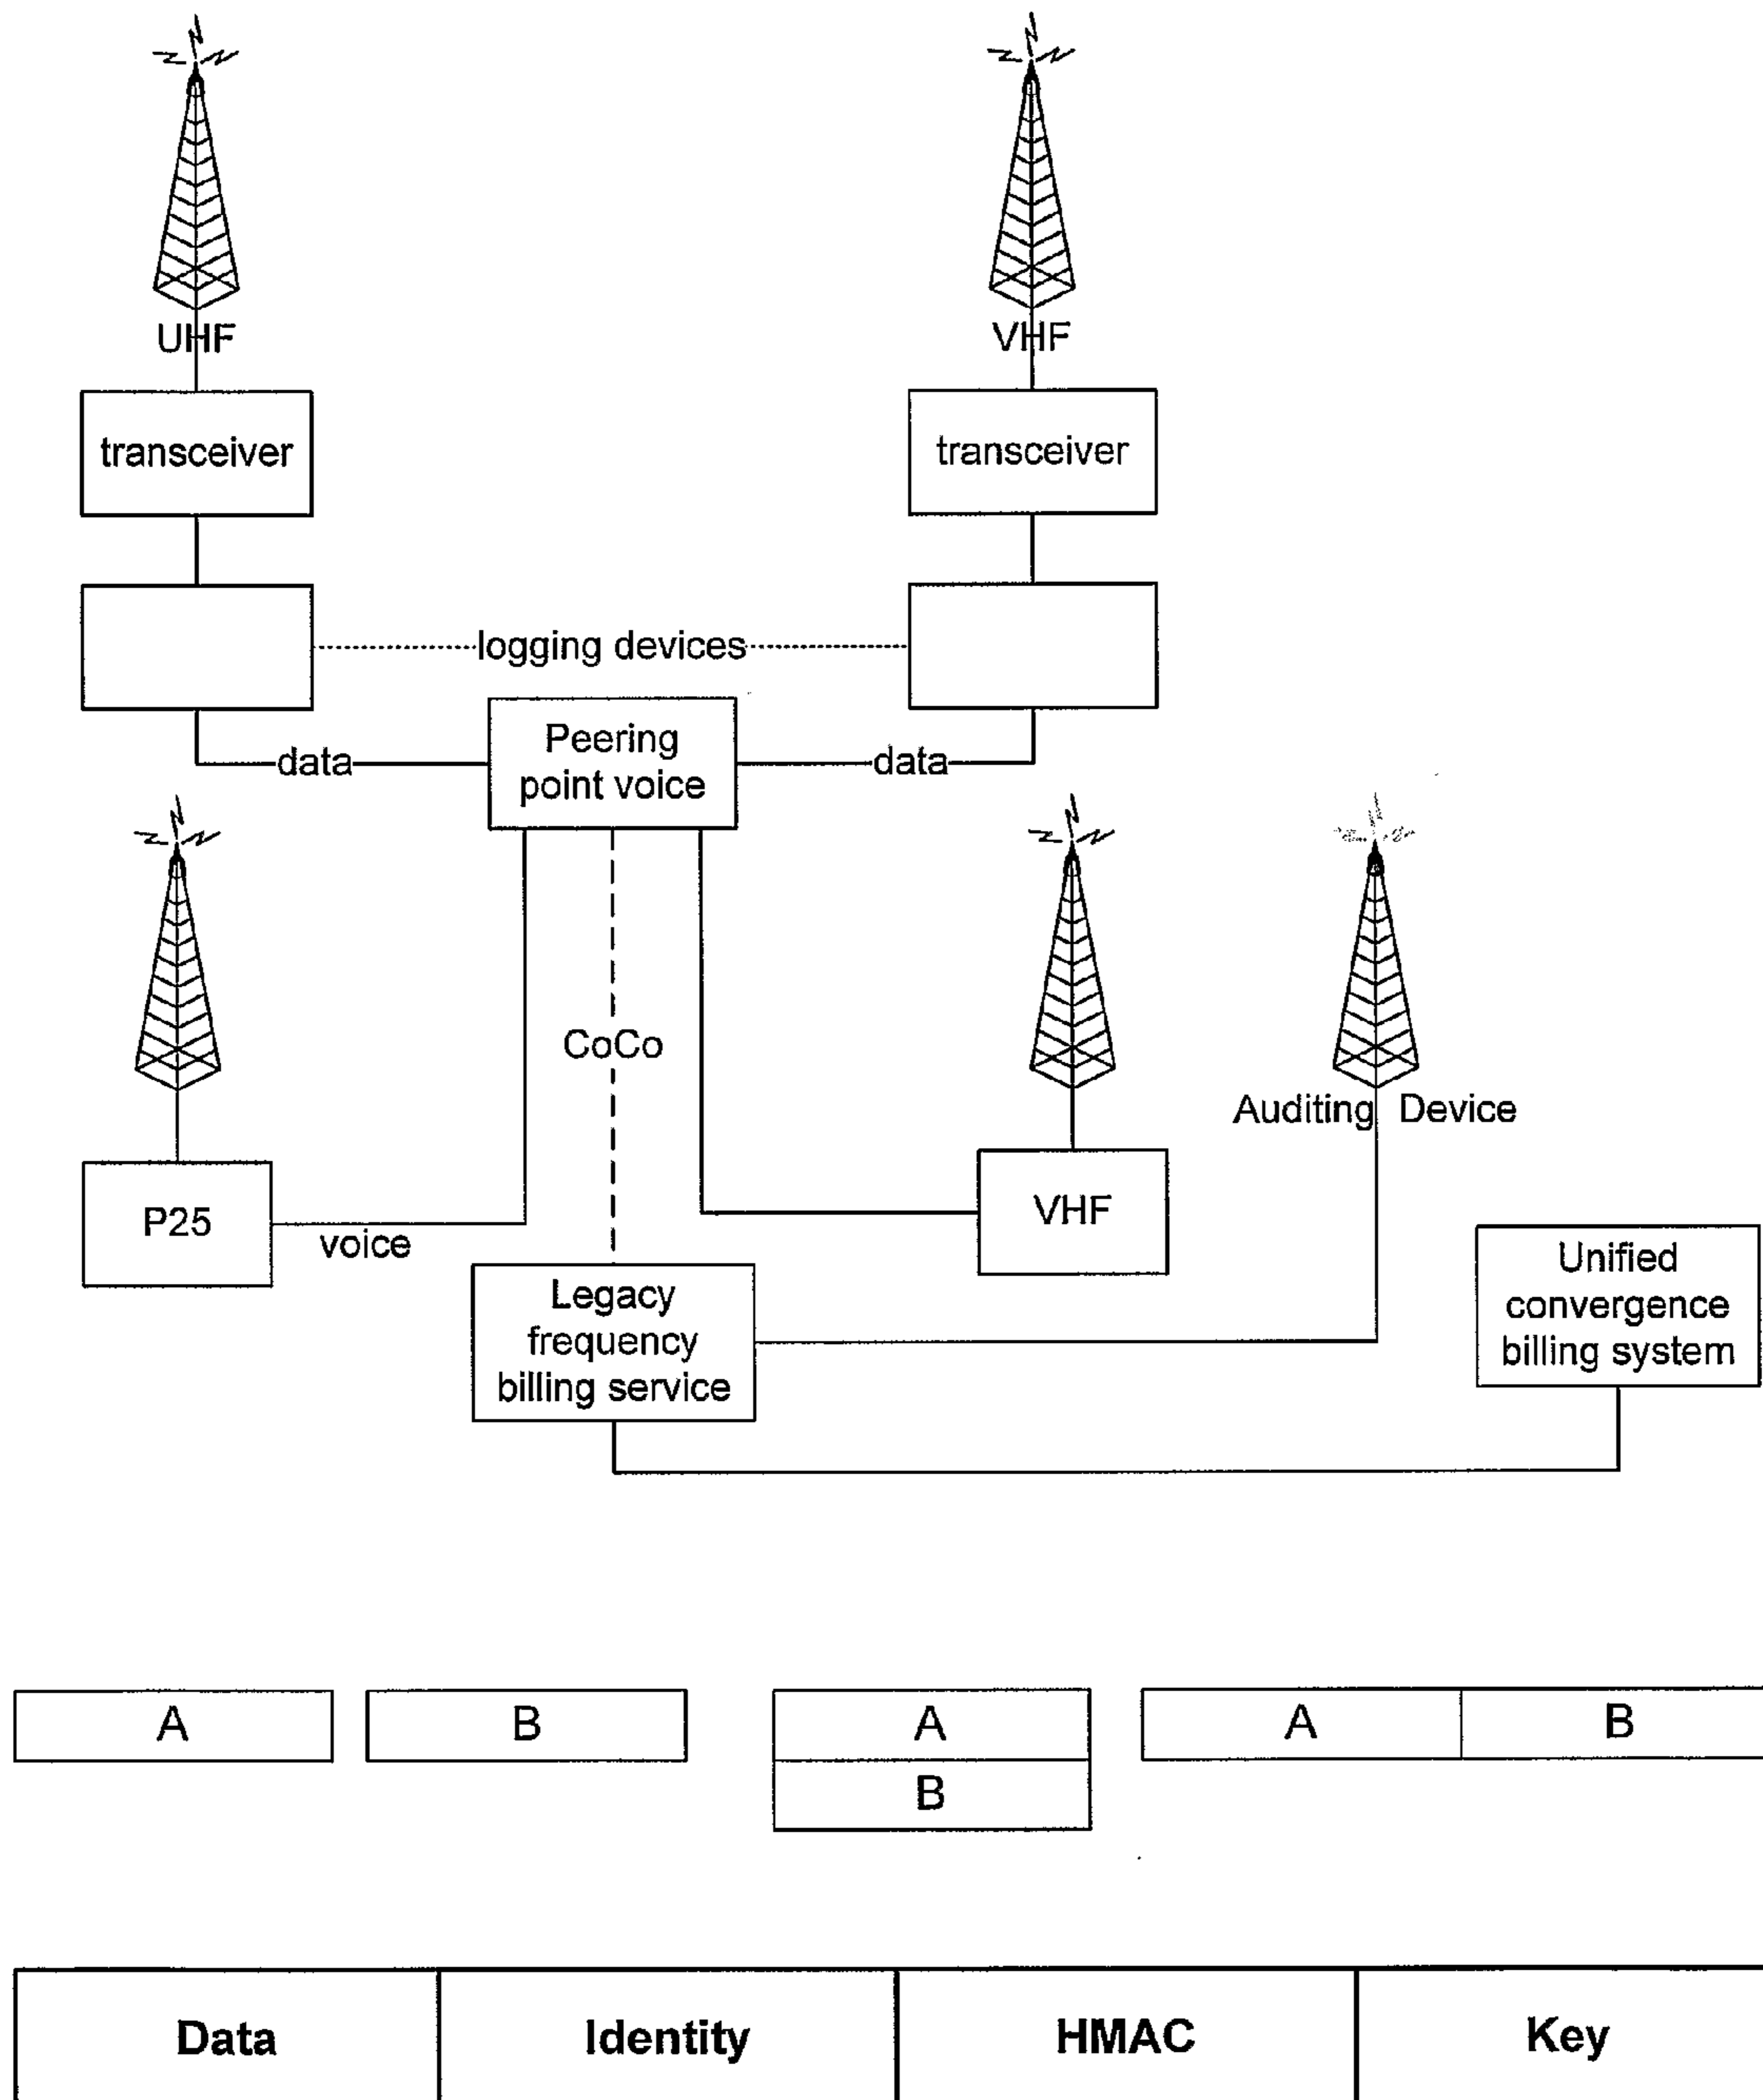 UHF
VHF
transceiver
transceiver
logging devices
Peering
point voice
data
data
CoCo
Auditing Device
P25
voice
VHF
Legacy
frequency
billing service
Unified
convergence
billing system
A
B
A
B
A
B
Data
Identity
HMAC
Key